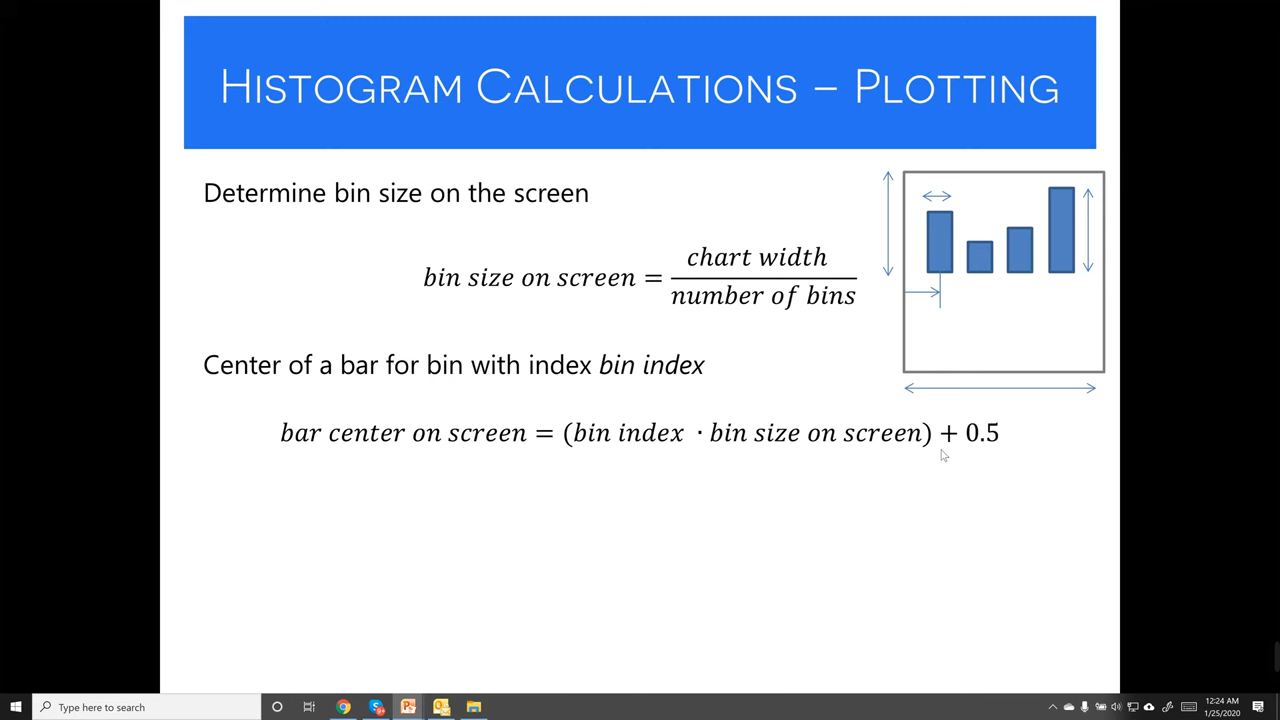 HISTOGRAM CALCULATIONS – PLOTTING
Determine bin size on the screen
bin size on screen = chart width / number of bins
Center of a bar for bin with index bin index
bar center on screen = (bin index · bin size on screen) + 0.5
Type here to search
12:24 AM
1/25/2020